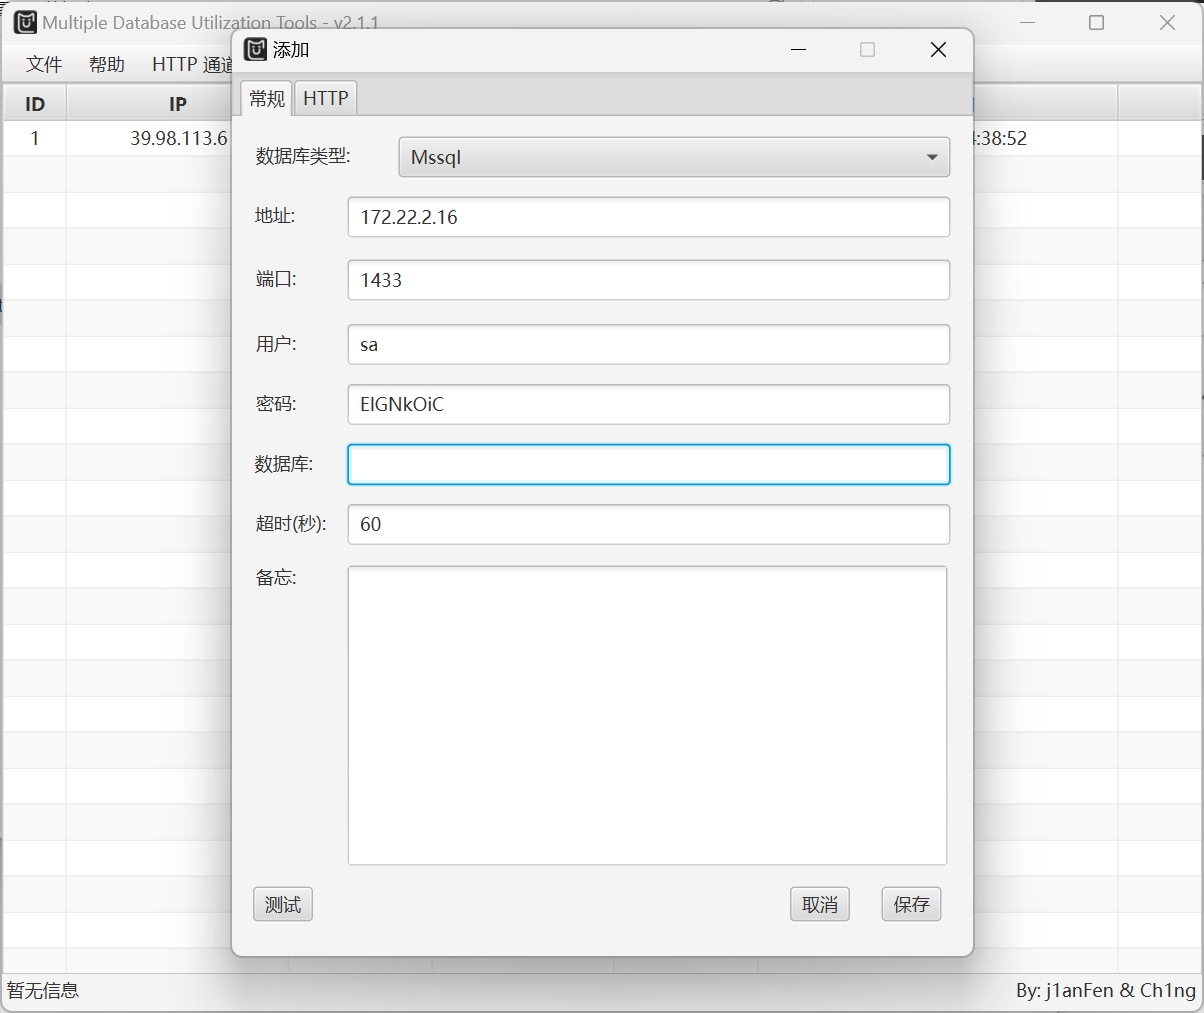 Multiple Database Utilization Tools - v2.1.1
添加
文件 帮助 HTTP 通道
常规 HTTP
ID IP
1 39.98.113.6 :38:52
数据库类型: Mssql
地址: 172.22.2.16
端口: 1433
用户: sa
密码: ElGNkOiC
数据库:
超时(秒): 60
备忘:
测试 取消 保存
暂无信息 By: j1anFen & Ch1ng